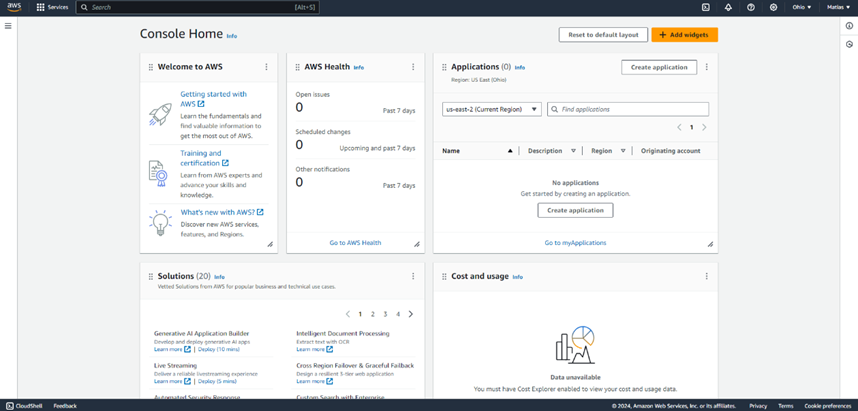 aws
Services
Search
[Alt+S]
Ohio
Matias
Console Home
Info
Reset to default layout
Add widgets
Welcome to AWS
Getting started with
AWS
Learn the fundamentals and
find valuable information to
get the most out of AWS.
Training and
certification
Learn from AWS experts and
advance your skills and
knowledge.
What's new with AWS?
Discover new AWS services,
features, and Regions.
AWS Health Info
Open issues
0
Past 7 days
Scheduled changes
0
Upcoming and past 7 days
Other notifications
0
Past 7 days
Go to AWS Health
Applications (0) Info
Region: US East (Ohio)
Create application
us-east-2 (Current Region)
Find applications
1
Name
Description
Region
Originating account
No applications
Get started by creating an application.
Create application
Go to myApplications
Solutions (20) Info
Vetted Solutions from AWS for popular business and technical use cases.
1 2 3 4
Generative AI Application Builder
Develop and deploy generative AI apps
Learn more | Deploy (10 mins)
Intelligent Document Processing
Extract text with OCR
Learn more
Live Streaming
Deliver a reliable livestreaming experience
Learn more | Deploy (5 mins)
Cross Region Failover & Graceful Failback
Design a resilient 3-tier web application
Learn more
Automated Security Response
Custom Search with Enterprise
Cost and usage Info
Data unavailable
You must have Cost Explorer enabled to view your cost and usage data.
CloudShell
Feedback
© 2024, Amazon Web Services, Inc. or its affiliates.
Privacy
Terms
Cookie preferences